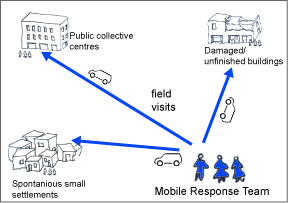 Public collective
centres
Damaged/
unfinished buildings
field
visits
Spontanious small
settlements
Mobile Response Team